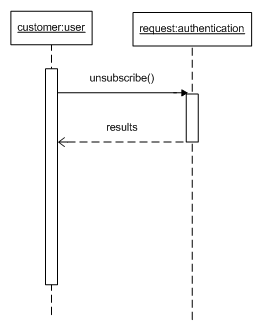 customer:user
request:authentication
unsubscribe()
results